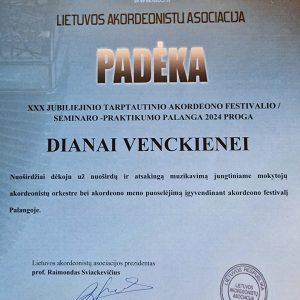 LIETUVOS AKORDEONISTŲ ASOCIACIJA
PADĖKA
XXX JUBILIEJINIO TARPTAUTINIO AKORDEONO FESTIVALIO /
SEMINARO -PRAKTIKUMO PALANGA 2024 PROGA
DIANAI VENCKIENEI
Nuoširdžiai dėkoju už nuoširdų ir atsakingą muzikavimą jungtiniame mokytojų
akordeonistų orkestre bei akordeono meno puoselėjimą įgyvendinant akordeono festivalį
Palangoje.
Lietuvos akordeonistų asociacijos prezidentas
prof. Raimondas Sviackevičius